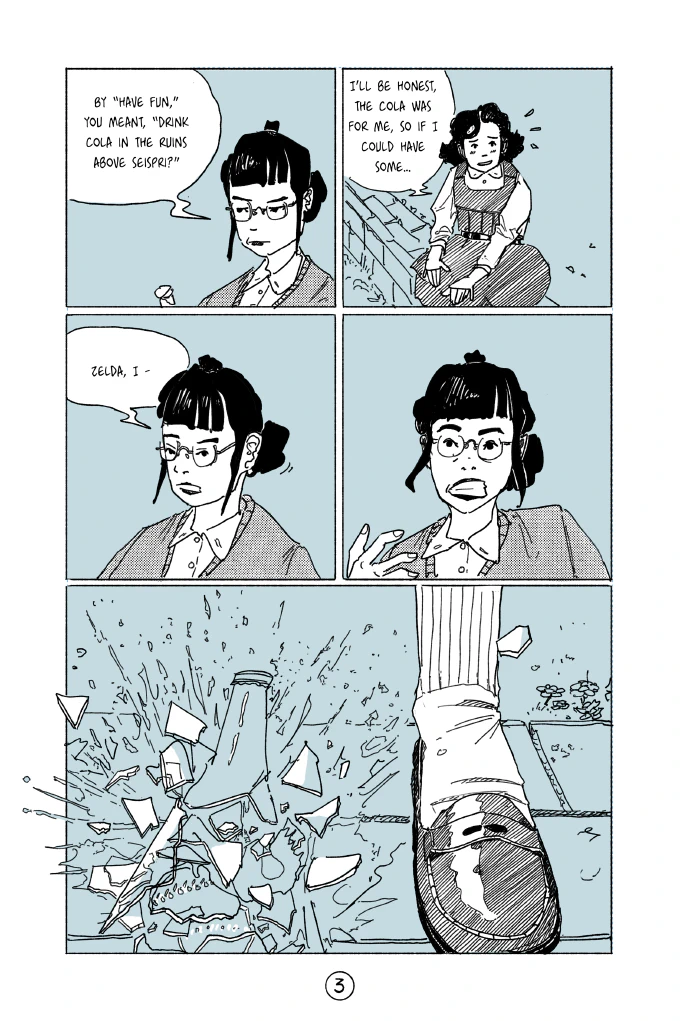 BY "HAVE FUN,"
YOU MEANT, "DRINK
COLA IN THE RUINS
ABOVE SEISPRI?"
I'LL BE HONEST,
THE COLA WAS
FOR ME, SO IF I
COULD HAVE
SOME...
ZELDA, I -
3